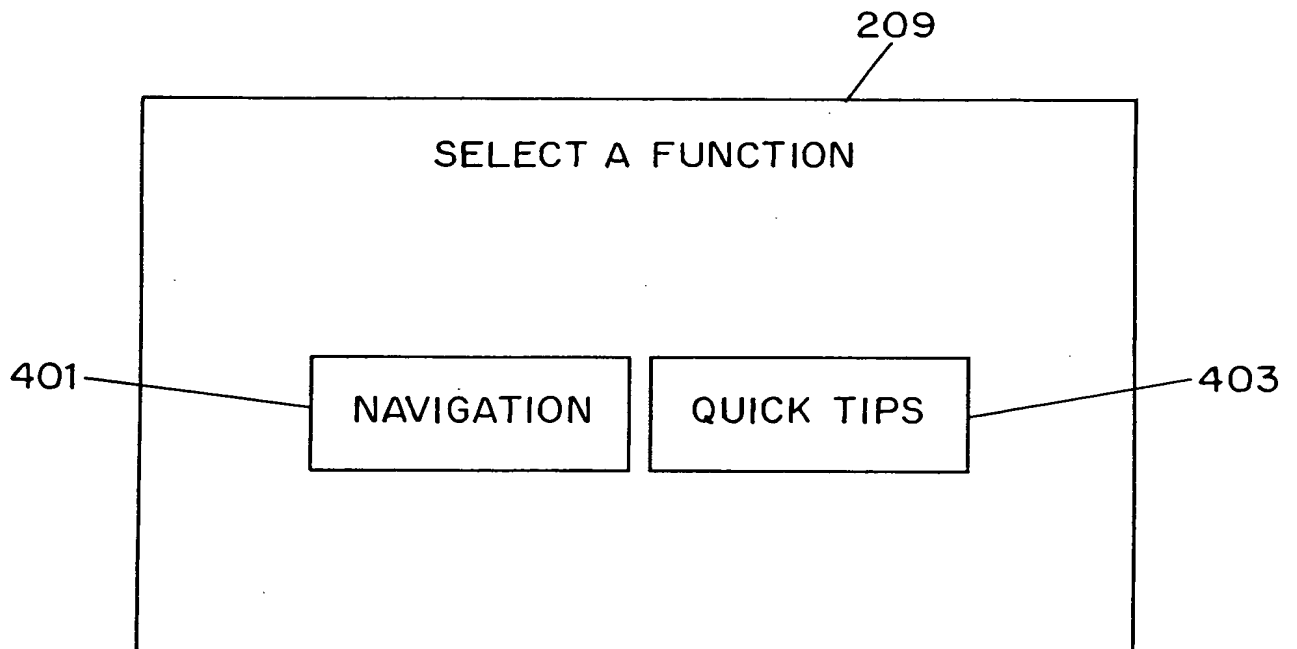 209
SELECT A FUNCTION
401
NAVIGATION
QUICK TIPS
403